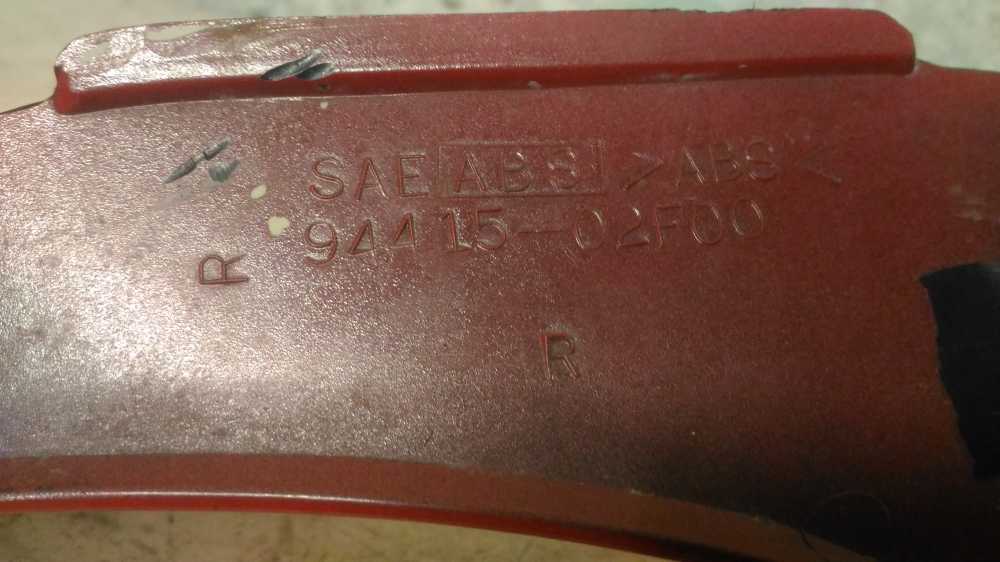 SAE ABS >ABS<
94415-02F00
R
R